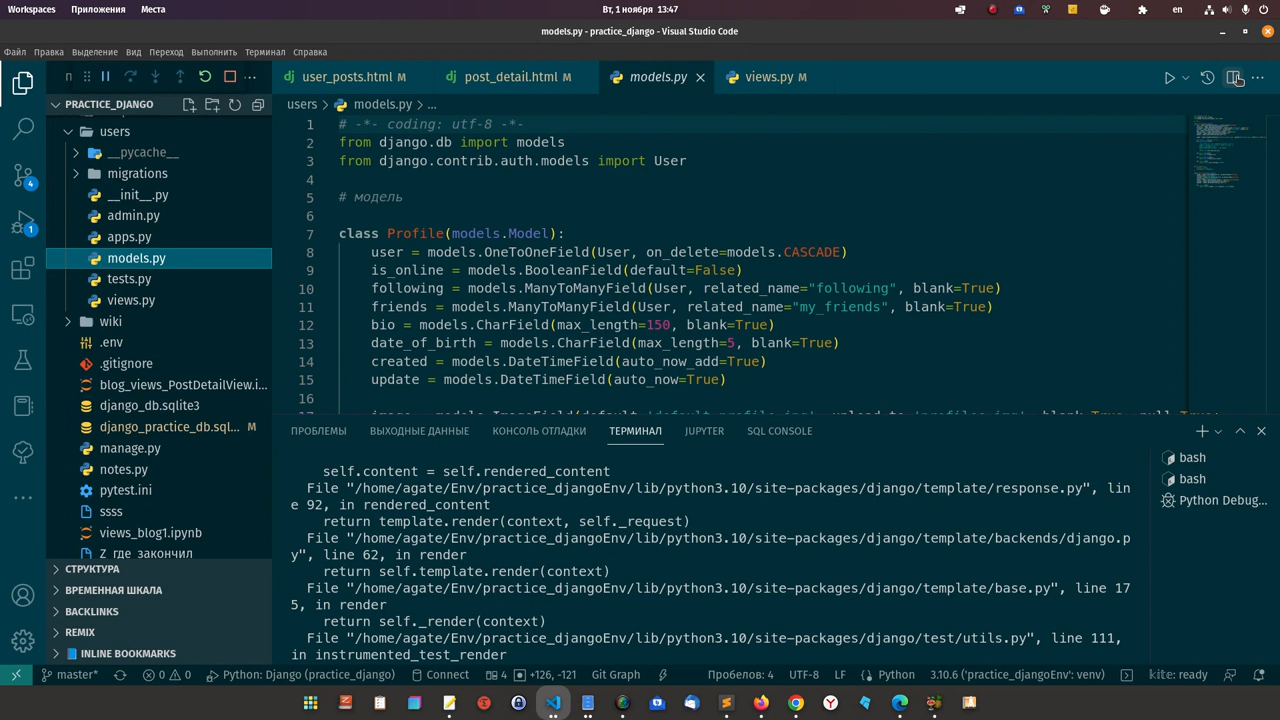 Workspaces Приложения Места Вт, 1 ноября 13:47 en
models.py - practice_django - Visual Studio Code
Файл Правка Выделение Вид Переход Выполнить Терминал Справка
user_posts.html M post_detail.html M models.py views.py M
PRACTICE_DJANGO
users > models.py > ...
users
__pycache__
migrations
__init__.py
admin.py
apps.py
models.py
tests.py
views.py
wiki
.env
.gitignore
blog_views_PostDetailView.i...
django_db.sqlite3
django_practice_db.sql... M
manage.py
notes.py
pytest.ini
ssss
views_blog1.ipynb
Z_где_закончил
СТРУКТУРА
ВРЕМЕННАЯ ШКАЛА
BACKLINKS
REMIX
INLINE BOOKMARKS
4
1
1 # -*- coding: utf-8 -*-
2 from django.db import models
3 from django.contrib.auth.models import User
4
5 # модель
6
7 class Profile(models.Model):
8 user = models.OneToOneField(User, on_delete=models.CASCADE)
9 is_online = models.BooleanField(default=False)
10 following = models.ManyToManyField(User, related_name="following", blank=True)
11 friends = models.ManyToManyField(User, related_name="my_friends", blank=True)
12 bio = models.CharField(max_length=150, blank=True)
13 date_of_birth = models.CharField(max_length=5, blank=True)
14 created = models.DateTimeField(auto_now_add=True)
15 update = models.DateTimeField(auto_now=True)
16
ПРОБЛЕМЫ ВЫХОДНЫЕ ДАННЫЕ КОНСОЛЬ ОТЛАДКИ ТЕРМИНАЛ JUPYTER SQL CONSOLE
self.content = self.rendered_content
File "/home/agate/Env/practice_djangoEnv/lib/python3.10/site-packages/django/template/response.py", lin
e 92, in rendered_content
return template.render(context, self._request)
File "/home/agate/Env/practice_djangoEnv/lib/python3.10/site-packages/django/template/backends/django.p
y", line 62, in render
return self.template.render(context)
File "/home/agate/Env/practice_djangoEnv/lib/python3.10/site-packages/django/template/base.py", line 17
5, in render
return self._render(context)
File "/home/agate/Env/practice_djangoEnv/lib/python3.10/site-packages/django/test/utils.py", line 111,
in instrumented_test_render
bash
bash
Python Debug...
master* 0 0 Python: Django (practice_django) Connect 4 +126, -121 Git Graph Пробелов: 4 UTF-8 LF Python 3.10.6 ('practice_djangoEnv': venv) kite: ready